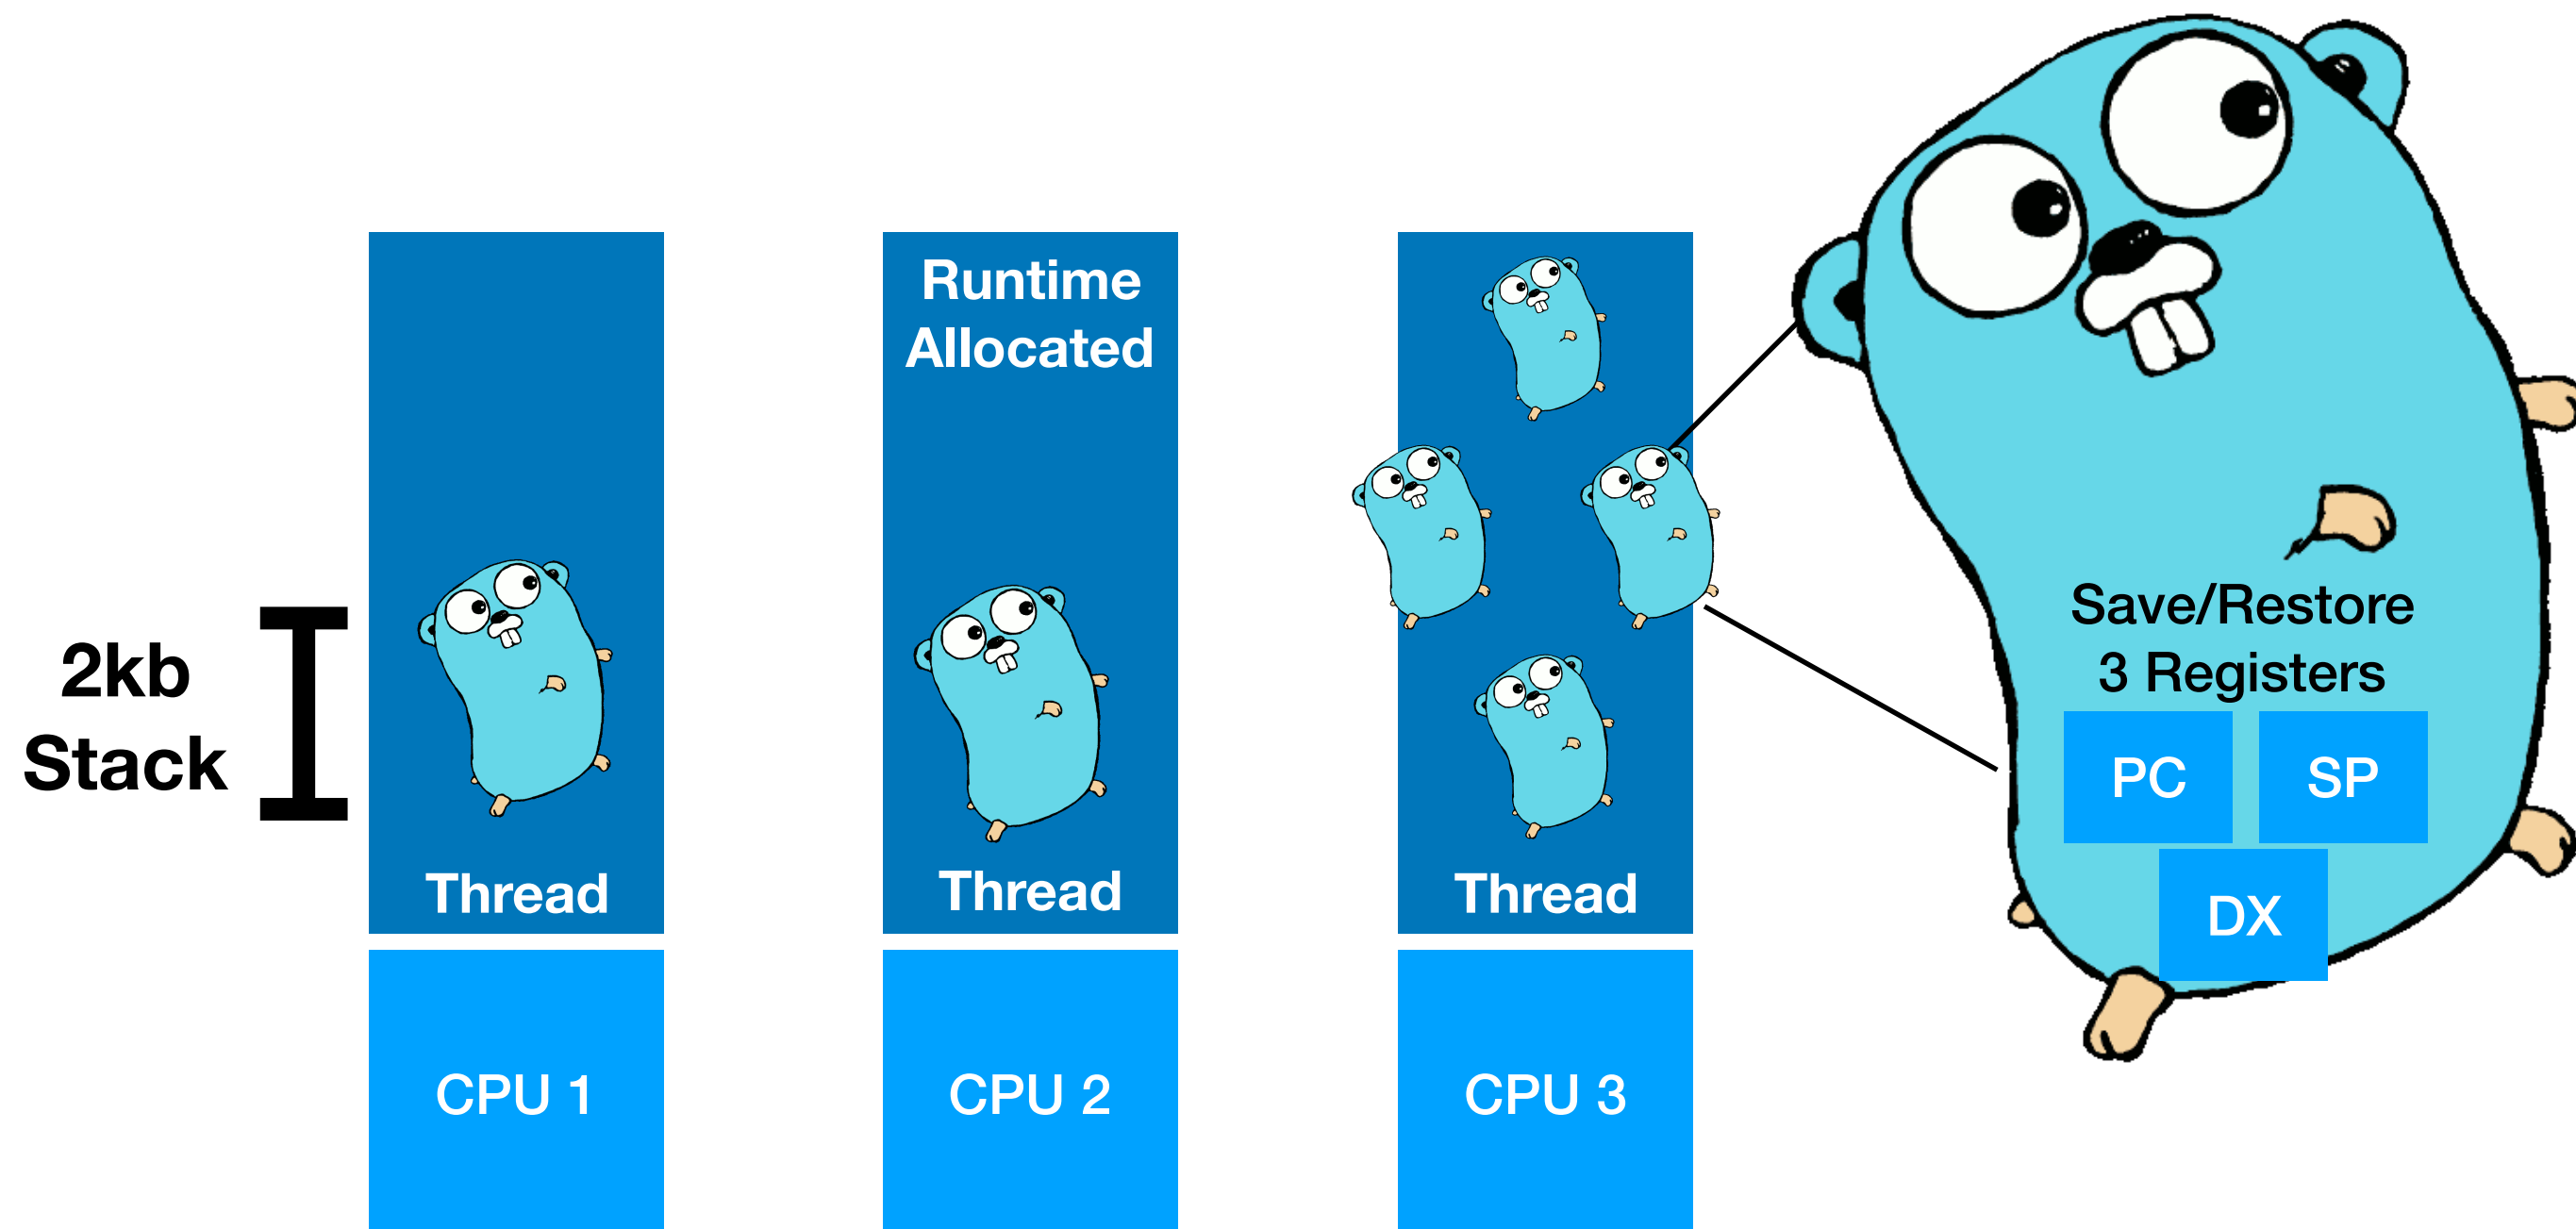 2kb
Stack
Thread
CPU 1
Runtime
Allocated
Thread
CPU 2
Thread
CPU 3
Save/Restore
3 Registers
PC
SP
DX